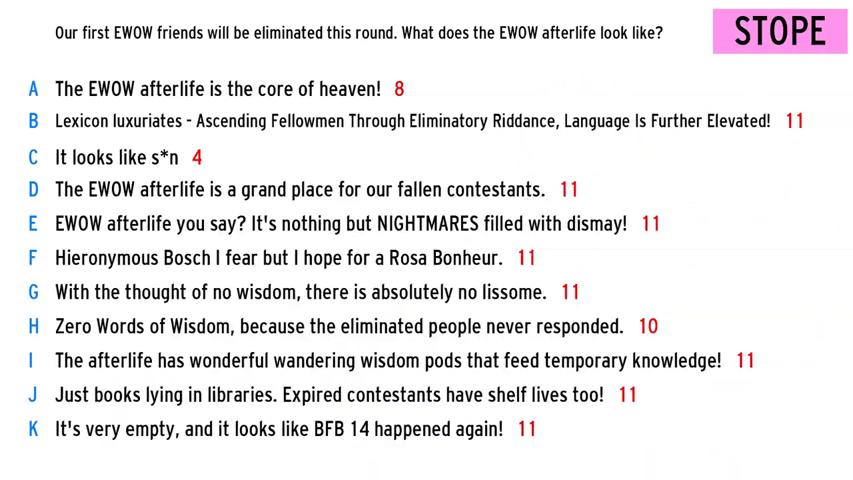 Our first EWOW friends will be eliminated this round. What does the EWOW afterlife look like?
STOPE
A The EWOW afterlife is the core of heaven! 8
B Lexicon luxuriates - Ascending Fellowmen Through Eliminatory Riddance, Language Is Further Elevated! 11
C It looks like s*n 4
D The EWOW afterlife is a grand place for our fallen contestants. 11
E EWOW afterlife you say? It's nothing but NIGHTMARES filled with dismay! 11
F Hieronymous Bosch I fear but I hope for a Rosa Bonheur. 11
G With the thought of no wisdom, there is absolutely no lissome. 11
H Zero Words of Wisdom, because the eliminated people never responded. 10
I The afterlife has wonderful wandering wisdom pods that feed temporary knowledge! 11
J Just books lying in libraries. Expired contestants have shelf lives too! 11
K It's very empty, and it looks like BFB 14 happened again! 11